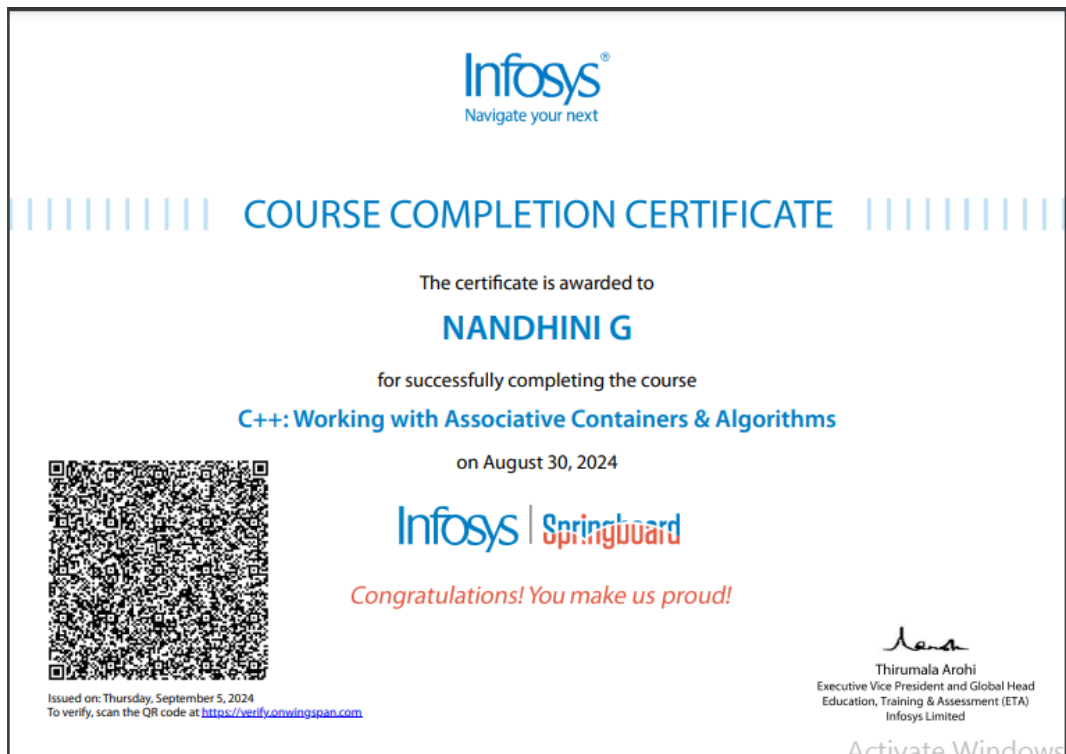 Infosys®
Navigate your next
COURSE COMPLETION CERTIFICATE
The certificate is awarded to
NANDHINI G
for successfully completing the course
C++: Working with Associative Containers & Algorithms
on August 30, 2024
Infosys | Springboard
Congratulations! You make us proud!
Issued on: Thursday, September 5, 2024
To verify, scan the QR code at https://verify.onwingspan.com
Thirumala Arohi
Executive Vice President and Global Head
Education, Training & Assessment (ETA)
Infosys Limited
Activate Windows